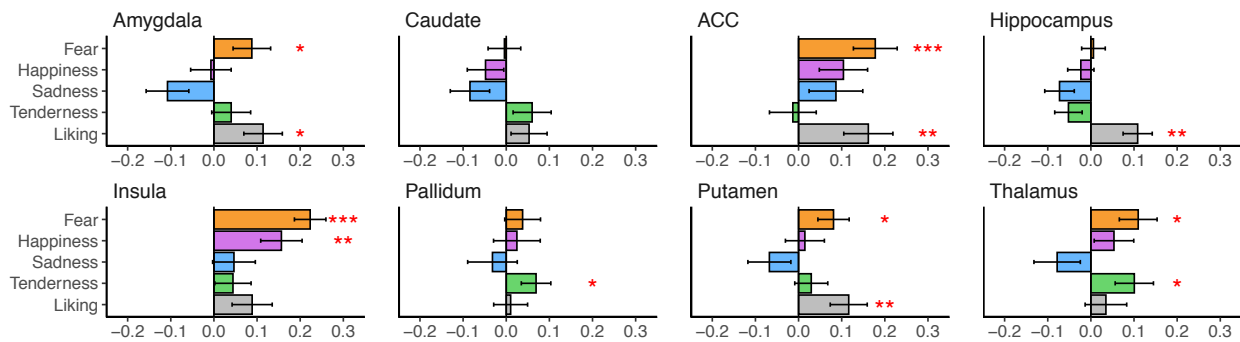 Amygdala Caudate ACC Hippocampus
Fear * ***
Happiness
Sadness
Tenderness
Liking * ** **
−0.2 −0.1 0.0 0.1 0.2 0.3 −0.2 −0.1 0.0 0.1 0.2 0.3 −0.2 −0.1 0.0 0.1 0.2 0.3 −0.2 −0.1 0.0 0.1 0.2 0.3
Insula Pallidum Putamen Thalamus
Fear *** * *
Happiness **
Sadness
Tenderness * *
Liking **
−0.2 −0.1 0.0 0.1 0.2 0.3 −0.2 −0.1 0.0 0.1 0.2 0.3 −0.2 −0.1 0.0 0.1 0.2 0.3 −0.2 −0.1 0.0 0.1 0.2 0.3